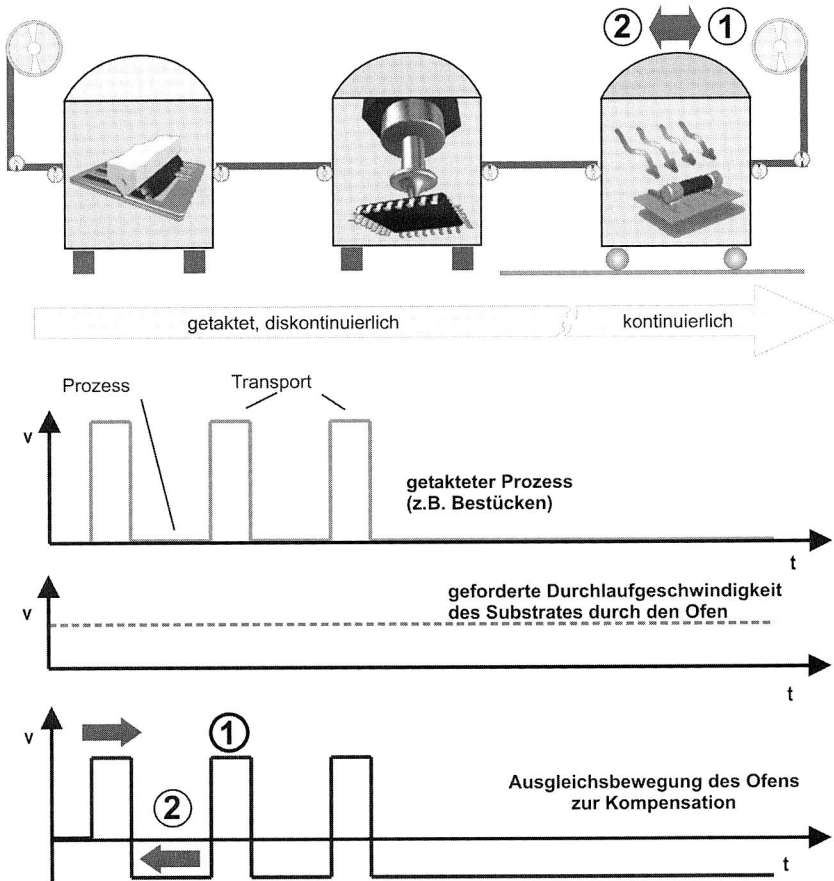 2 1
getaktet, diskontinuierlich
kontinuierlich
Prozess
Transport
v
getakteter Prozess
(z.B. Bestücken)
t
geforderte Durchlaufgeschwindigkeit
des Substrates durch den Ofen
v
t
v
1
2
Ausgleichsbewegung des Ofens
zur Kompensation
t